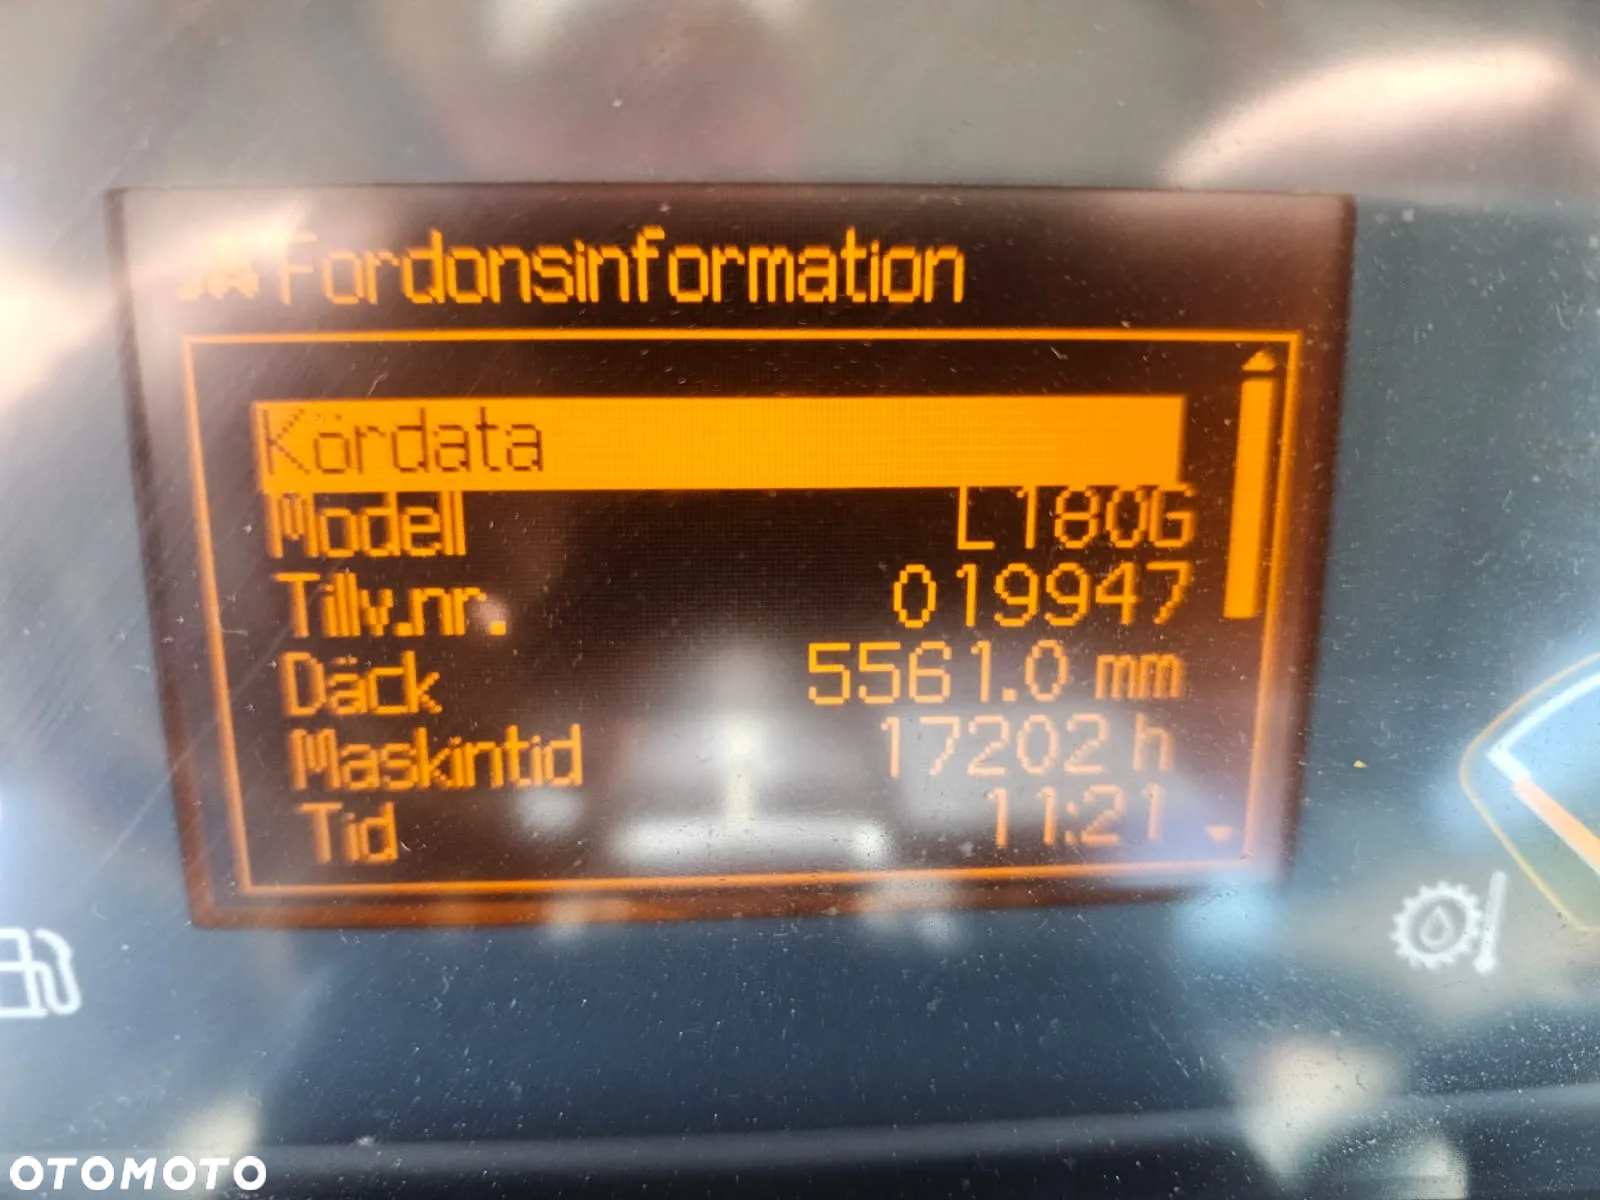 Fordonsinformation
Kördata
Modell L180G
Tillv.nr. 019947
Däck 5561.0 mm
Maskintid 17202 h
Tid 11:21
OTOMOTO